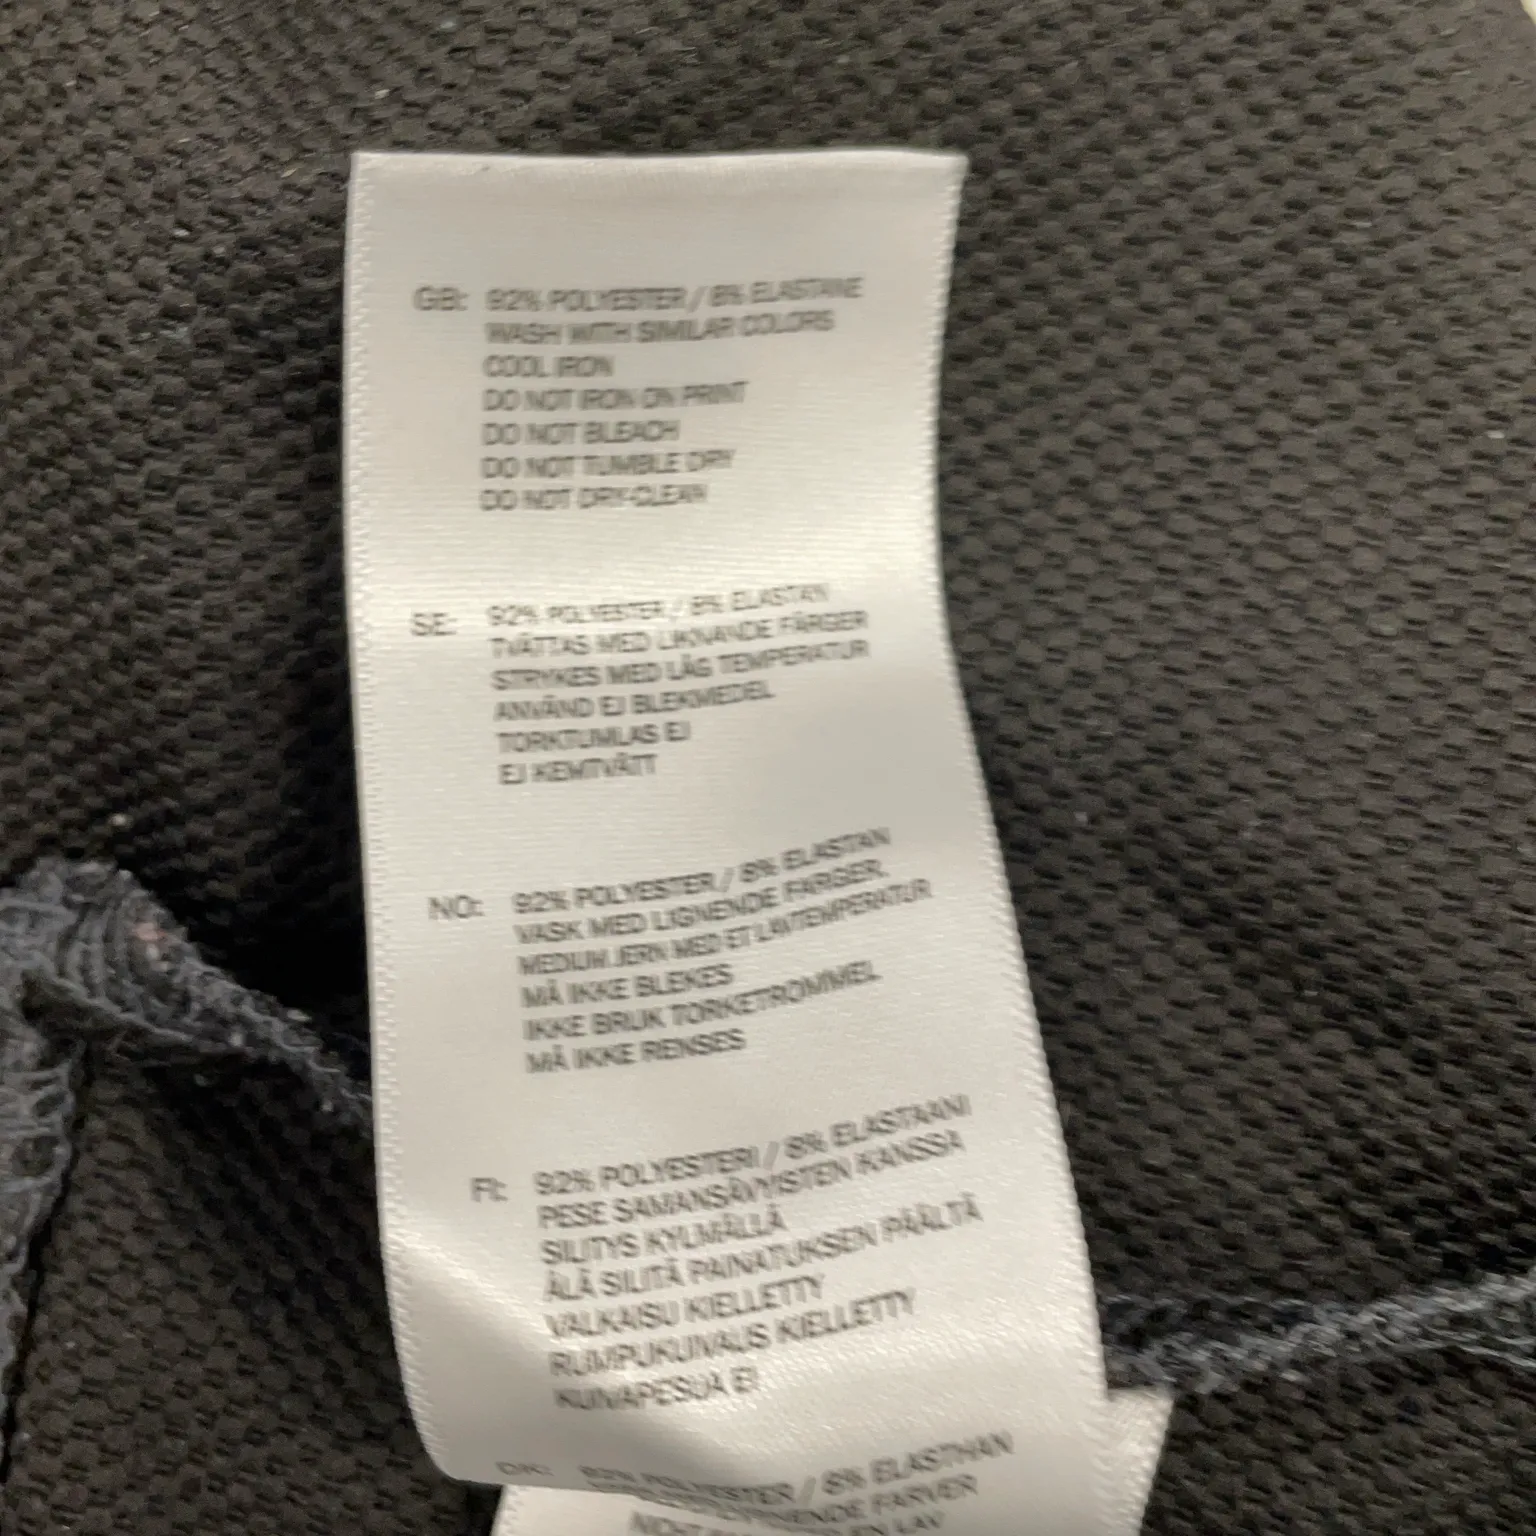 GB: 92% POLYESTER / 8% ELASTANE
WASH WITH SIMILAR COLORS
COOL IRON
DO NOT IRON ON PRINT
DO NOT BLEACH
DO NOT TUMBLE DRY
DO NOT DRY-CLEAN
SE: 92% POLYESTER / 8% ELASTAN
TVÄTTAS MED LIKNANDE FÄRGER
STRYKES MED LÅG TEMPERATUR
ANVÄND EJ BLEKMEDEL
TORKTUMLAS EJ
EJ KEMTVÄTT
NO: 92% POLYESTER / 8% ELASTAN
VASK MED LIGNENDE FARGER.
MEDIUM JERN MED ET LAVTEMPERATUR
MÅ IKKE BLEKES
IKKE BRUK TORKETROMMEL
MÅ IKKE RENSES
FI: 92% POLYESTERI / 8% ELASTAANI
PESE SAMANSÄVYISTEN KANSSA
SILITYS KYLMÄLLÄ
ÄLÄ SILITÄ PAINATUKSEN PÄÄLTÄ
VALKAISU KIELLETTY
RUMPUKUIVAUS KIELLETTY
KUIVAPESUA EI
DK: 92% POLYESTER / 8% ELASTHAN
FARVER
EN LAV